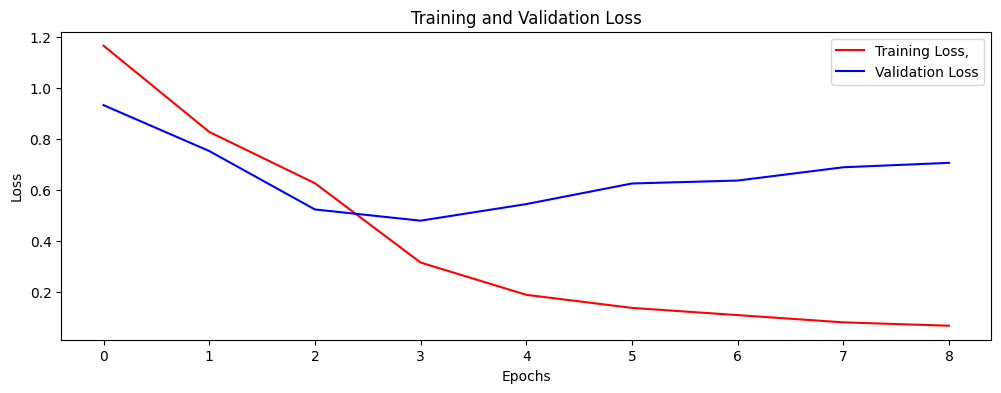 Training and Validation Loss
Training Loss,
Validation Loss
Loss
1.2
1.0
0.8
0.6
0.4
0.2
0 1 2 3 4 5 6 7 8
Epochs